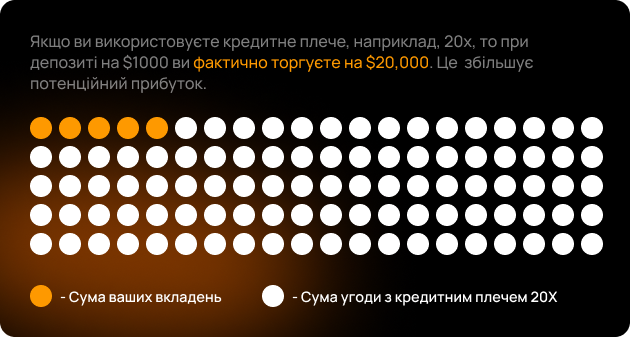 Якщо ви використовуєте кредитне плече, наприклад, 20x, то при
депозиті на $1000 ви фактично торгуєте на $20,000. Це збільшує
потенційний прибуток.
- Сума ваших вкладень
- Сума угоди з кредитним плечем 20X